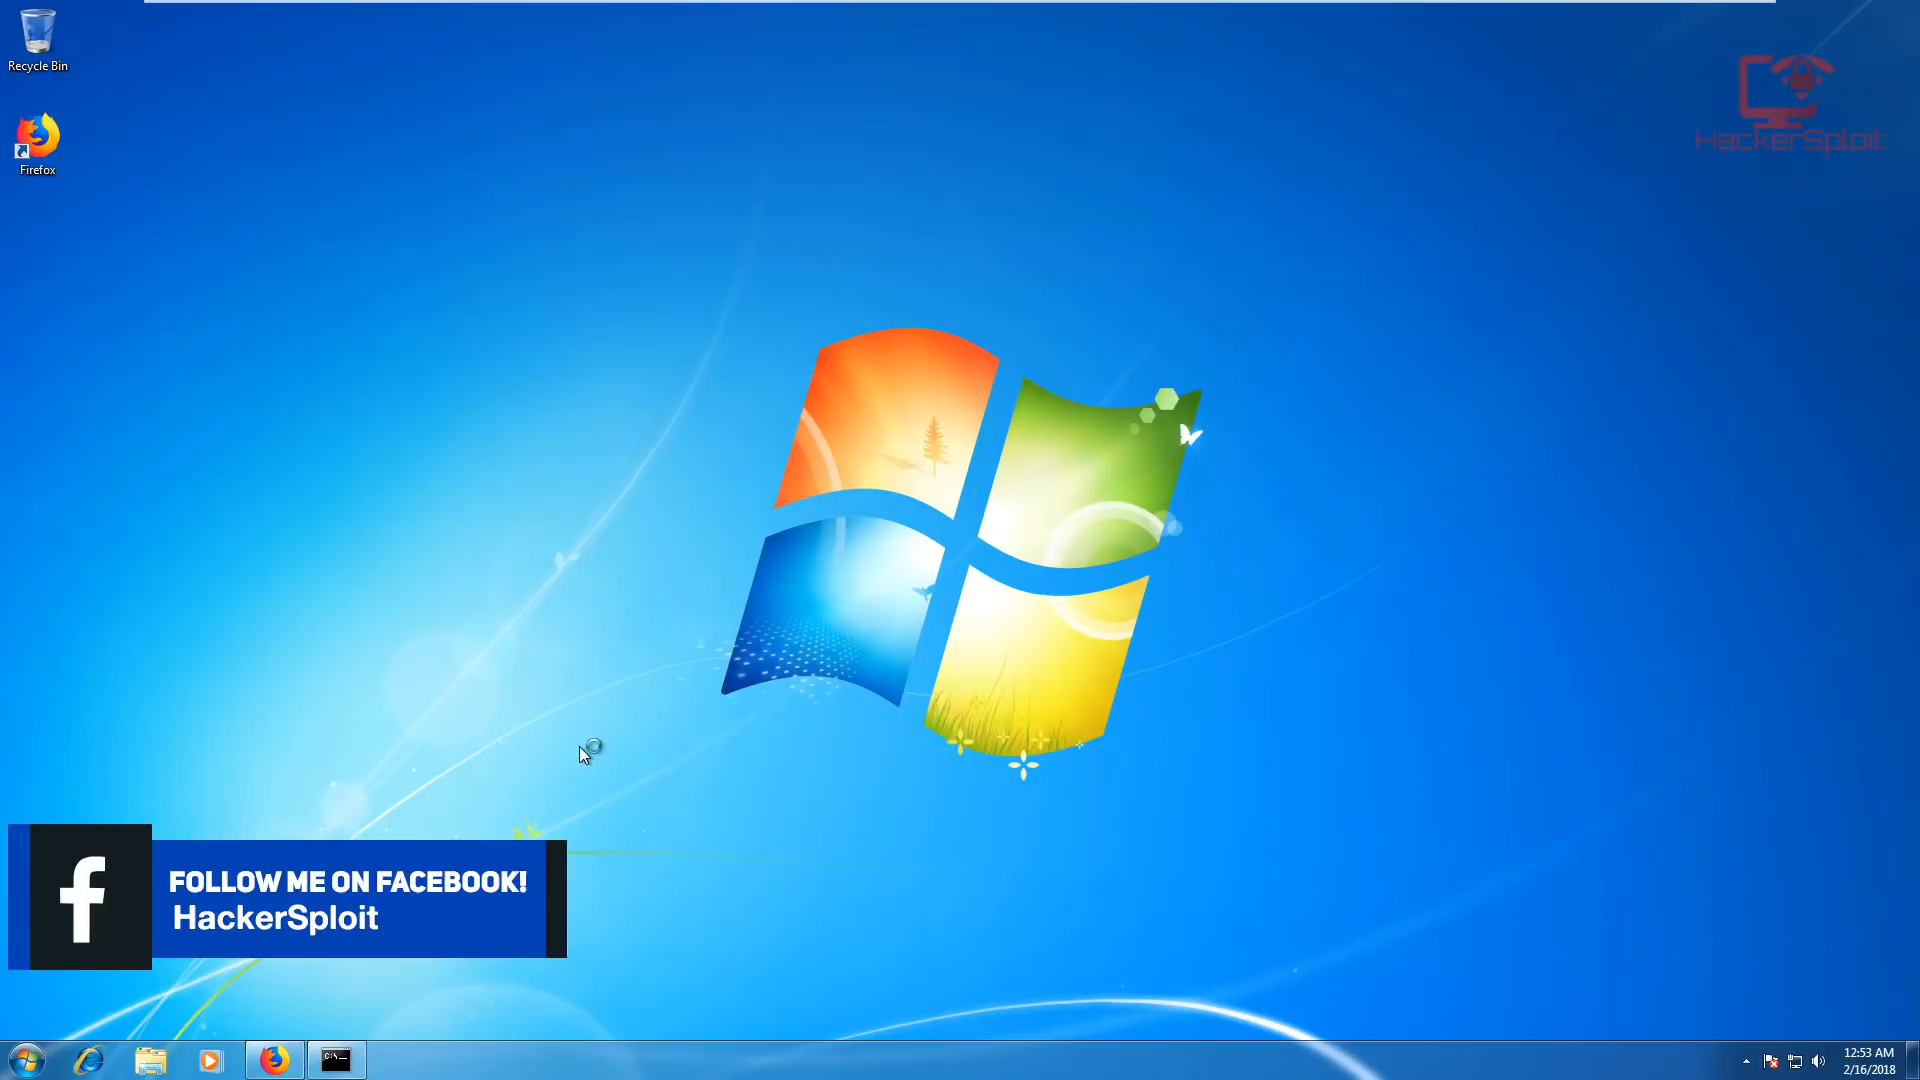 Recycle Bin
Firefox
HackerSploit
FOLLOW ME ON FACEBOOK!
HackerSploit
C:\_
12:53 AM
2/16/2018